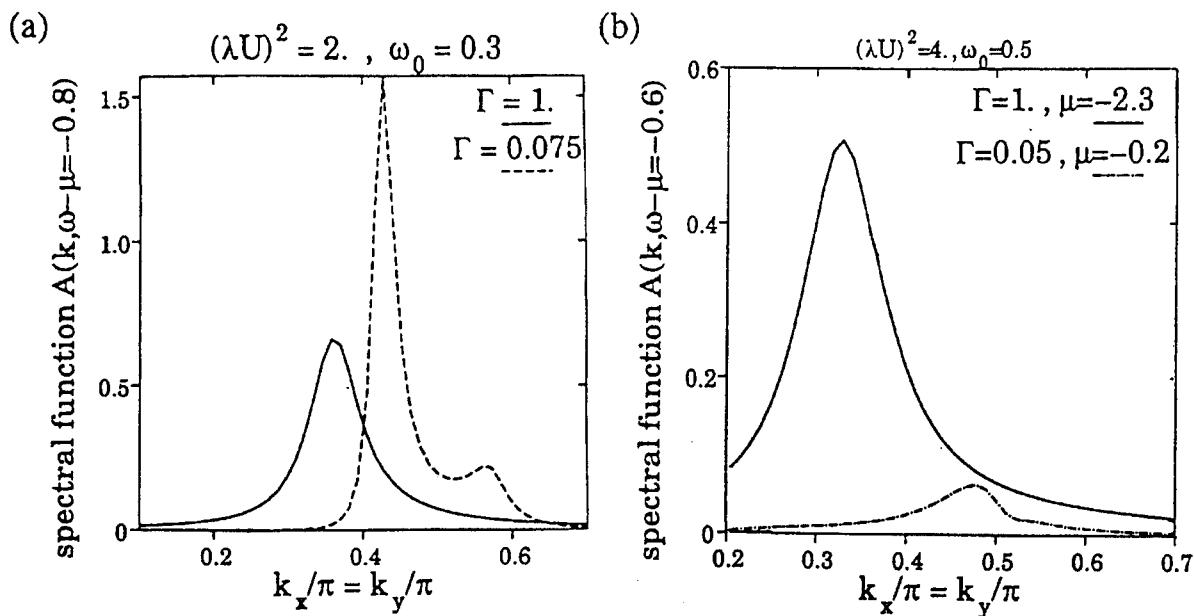 (a)
(λU)² = 2. , ω₀ = 0.3
Γ = 1.
Γ = 0.075
spectral function A(k,ω−μ=−0.8)
1.5
1.0
0.5
0
0.2
0.4
0.6
k_x/π = k_y/π
(b)
(λU)²=4.,ω₀=0.5
Γ=1. , μ=−2.3
Γ=0.05 , μ=−0.2
spectral function A(k,ω−μ=−0.6)
0.6
0.4
0.2
0
0.2
0.3
0.4
0.5
0.6
0.7
k_x/π = k_y/π